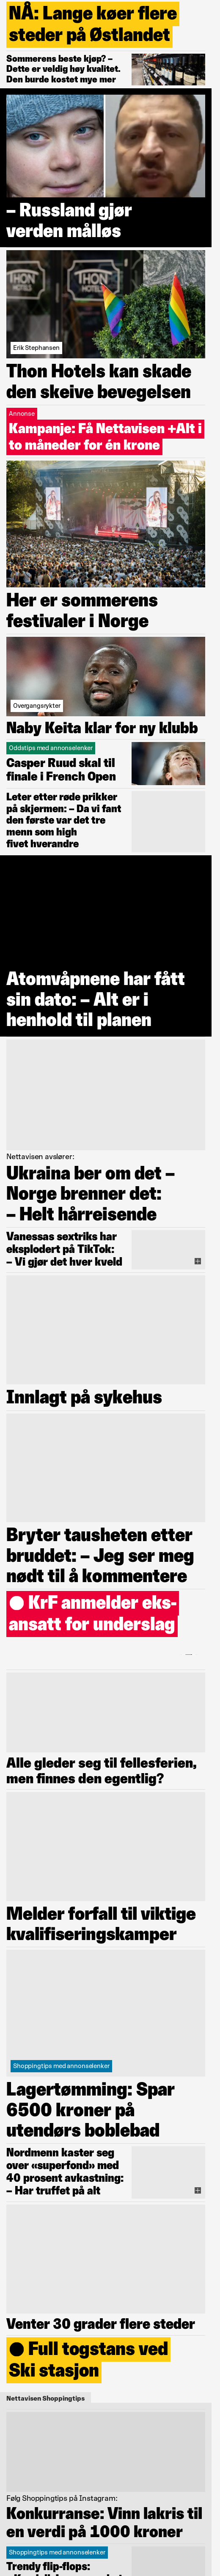 NÅ: Lange køer flere
steder på Østlandet
Sommerens beste kjøp? –
Dette er veldig høy kvalitet.
Den burde kostet mye mer
– Russland gjør
verden målløs
THON
Erik Stephansen
Thon Hotels kan skade
den skeive bevegelsen
Annonse
Kampanje: Få Nettavisen +Alt i
to måneder for én krone
Her er sommerens
festivaler i Norge
Overgangsrykter
Naby Keita klar for ny klubb
Oddstips med annonselenker
Casper Ruud skal til
finale i French Open
Leter etter røde prikker
på skjermen: – Da vi fant
den første var det tre
menn som high
fivet hverandre
Atomvåpnene har fått
sin dato: – Alt er i
henhold til planen
Nettavisen avslører:
Ukraina ber om det –
Norge brenner det:
– Helt hårreisende
Vanessas sextriks har
eksplodert på TikTok:
– Vi gjør det hver kveld
Innlagt på sykehus
Bryter tausheten etter
bruddet: – Jeg ser meg
nødt til å kommentere
● KrF anmelder eks-
ansatt for underslag
Alle gleder seg til fellesferien,
men finnes den egentlig?
Melder forfall til viktige
kvalifiseringskamper
Shoppingtips med annonselenker
Lagertømming: Spar
6500 kroner på
utendørs boblebad
Nordmenn kaster seg
over «superfond» med
40 prosent avkastning:
– Har truffet på alt
Venter 30 grader flere steder
● Full togstans ved
Ski stasjon
Nettavisen Shoppingtips
Følg Shoppingtips på Instagram:
Konkurranse: Vinn lakris til
en verdi på 1000 kroner
Shoppingtips med annonselenker
Trendy flip-flops: